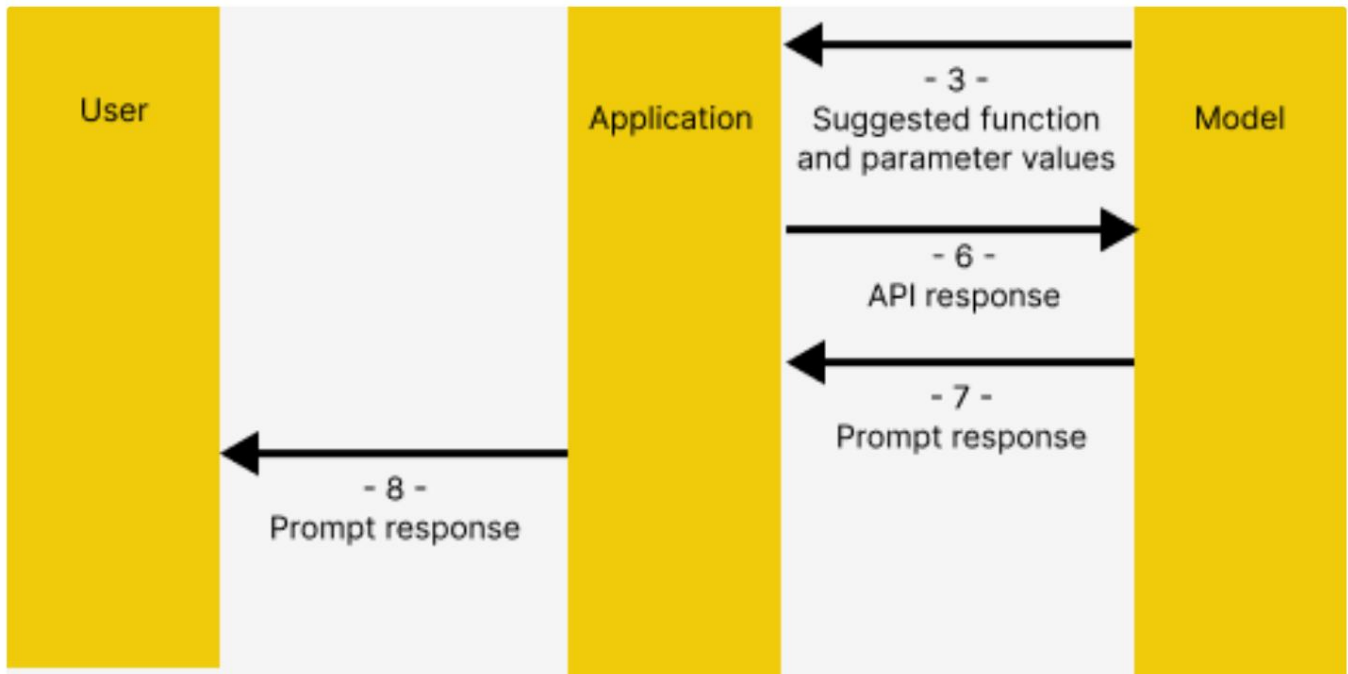 User
Application
Model
- 3 -
Suggested function
and parameter values
- 6 -
API response
- 7 -
Prompt response
- 8 -
Prompt response